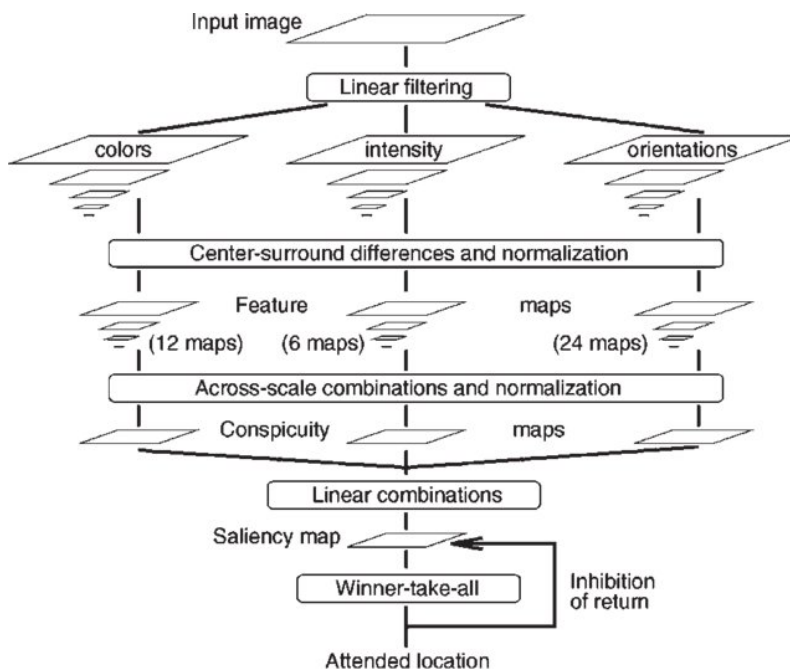 Input image
Linear filtering
colors intensity orientations
Center-surround differences and normalization
Feature maps
(12 maps) (6 maps) (24 maps)
Across-scale combinations and normalization
Conspicuity maps
Linear combinations
Saliency map
Winner-take-all
Inhibition
of return
Attended location